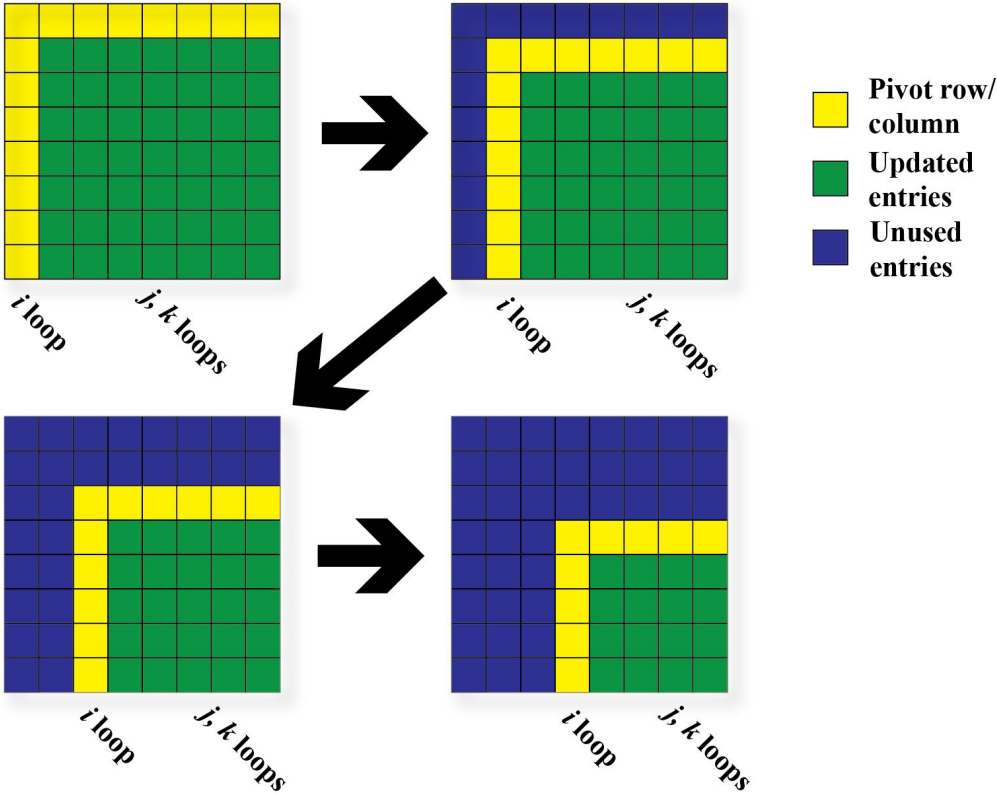 Pivot row/
column
Updated
entries
Unused
entries
i loop
j, k loops
i loop
j, k loops
i loop
j, k loops
i loop
j, k loops